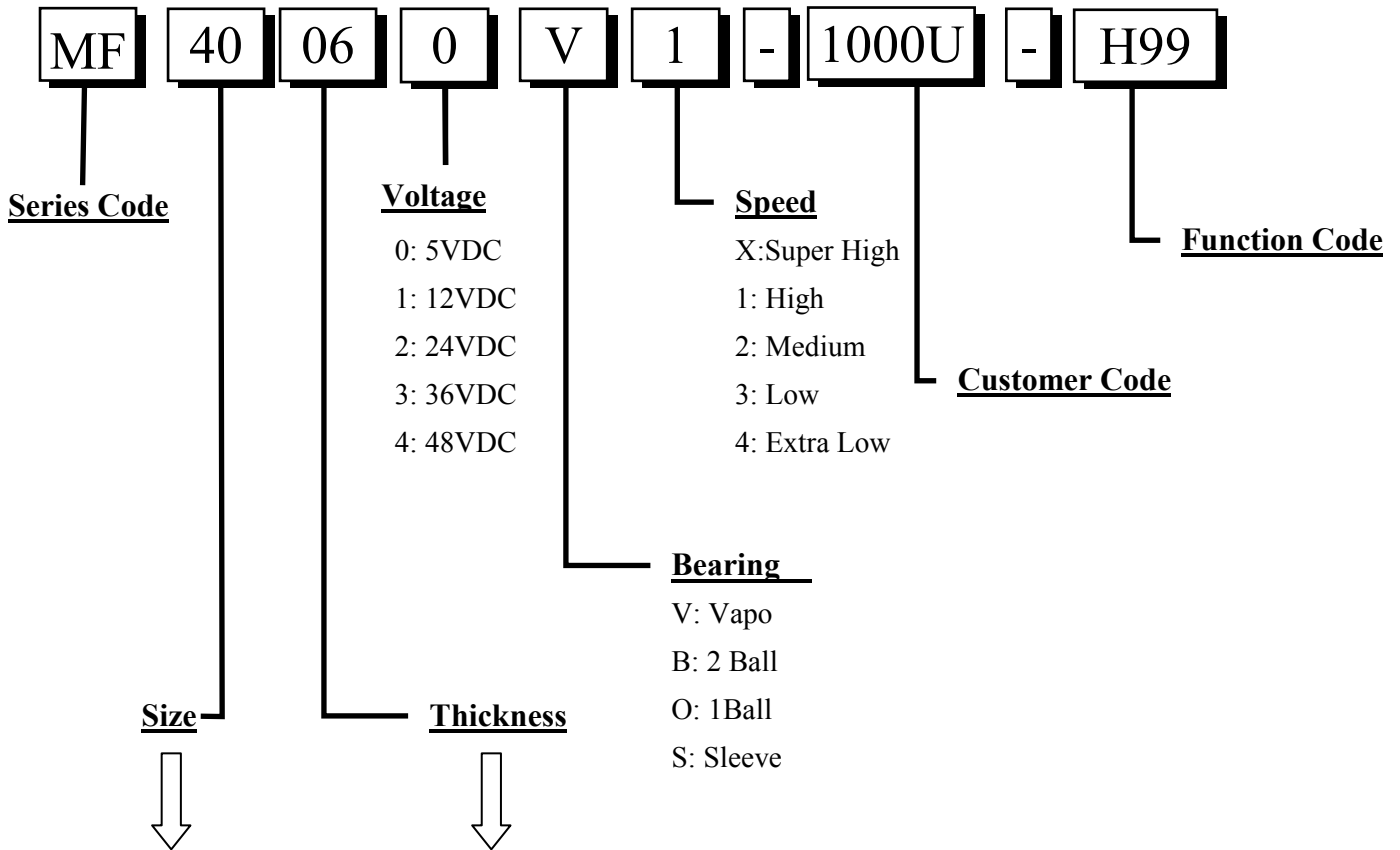 MF 40 06 0 V 1 - 1000U - H99
Series Code
Voltage
0: 5VDC
1: 12VDC
2: 24VDC
3: 36VDC
4: 48VDC
Speed
X:Super High
1: High
2: Medium
3: Low
4: Extra Low
Function Code
Customer Code
Bearing
V: Vapo
B: 2 Ball
O: 1Ball
S: Sleeve
Size
Thickness